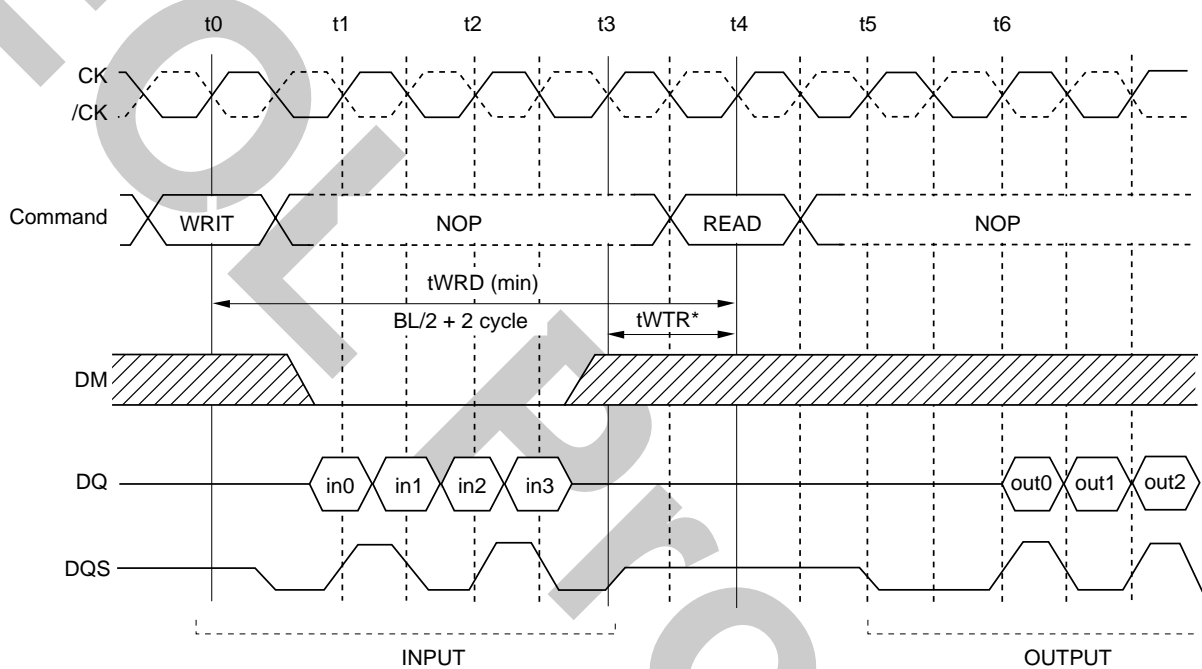 t0 t1 t2 t3 t4 t5 t6
CK
/CK
Command WRIT NOP READ NOP
tWRD (min)
BL/2 + 2 cycle tWTR*
DM
DQ in0 in1 in2 in3 out0 out1 out2
DQS
INPUT OUTPUT